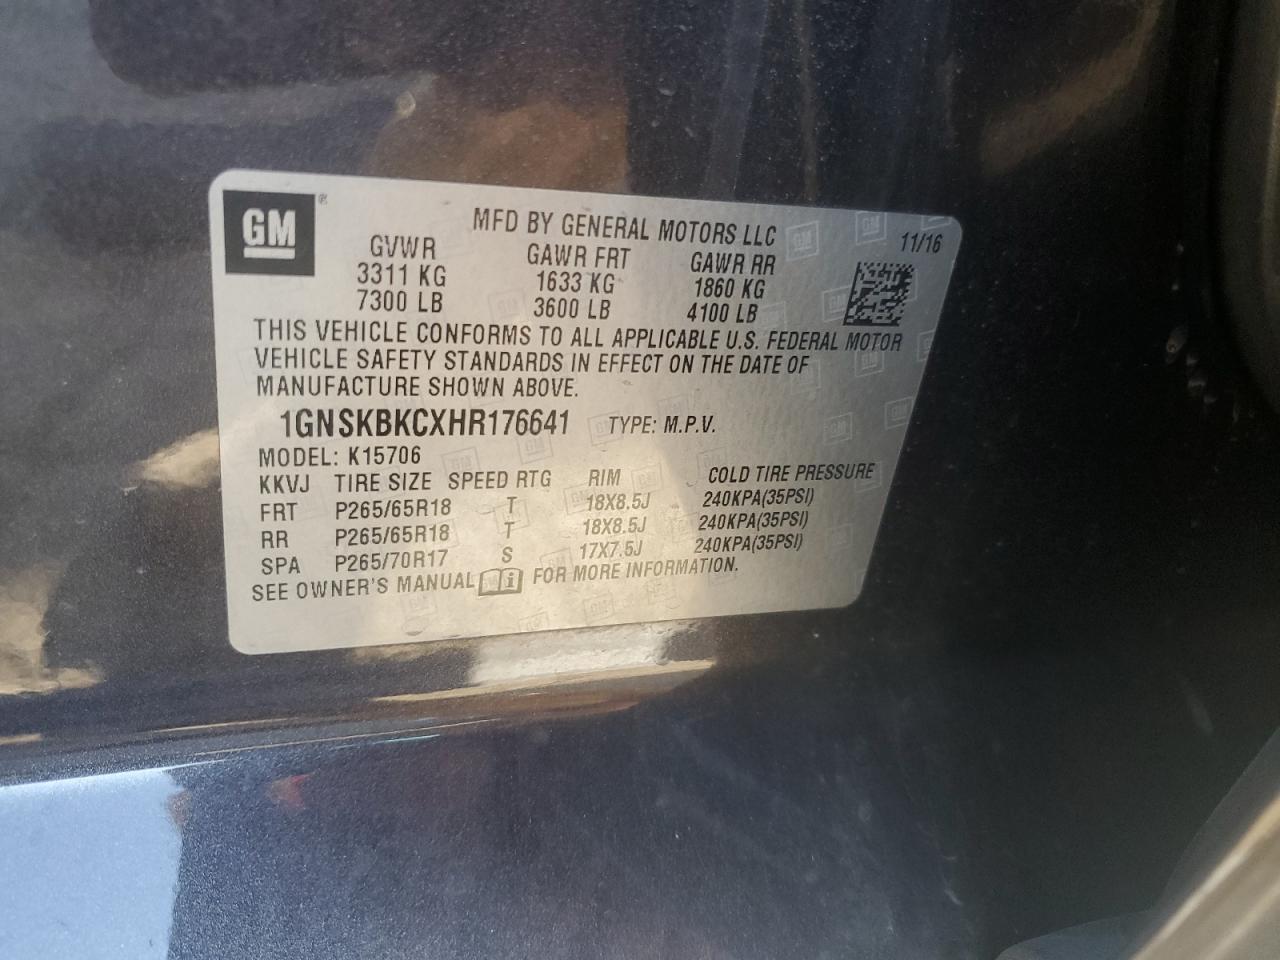 GM®
MFD BY GENERAL MOTORS LLC
11/16
GVWR GAWR FRT GAWR RR
3311 KG 1633 KG 1860 KG
7300 LB 3600 LB 4100 LB
THIS VEHICLE CONFORMS TO ALL APPLICABLE U.S. FEDERAL MOTOR
VEHICLE SAFETY STANDARDS IN EFFECT ON THE DATE OF
MANUFACTURE SHOWN ABOVE.
1GNSKBKCXHR176641 TYPE: M.P.V.
MODEL: K15706
KKVJ TIRE SIZE SPEED RTG RIM COLD TIRE PRESSURE
FRT P265/65R18 T 18X8.5J 240KPA(35PSI)
RR P265/65R18 T 18X8.5J 240KPA(35PSI)
SPA P265/70R17 S 17X7.5J 240KPA(35PSI)
SEE OWNER'S MANUAL i FOR MORE INFORMATION.